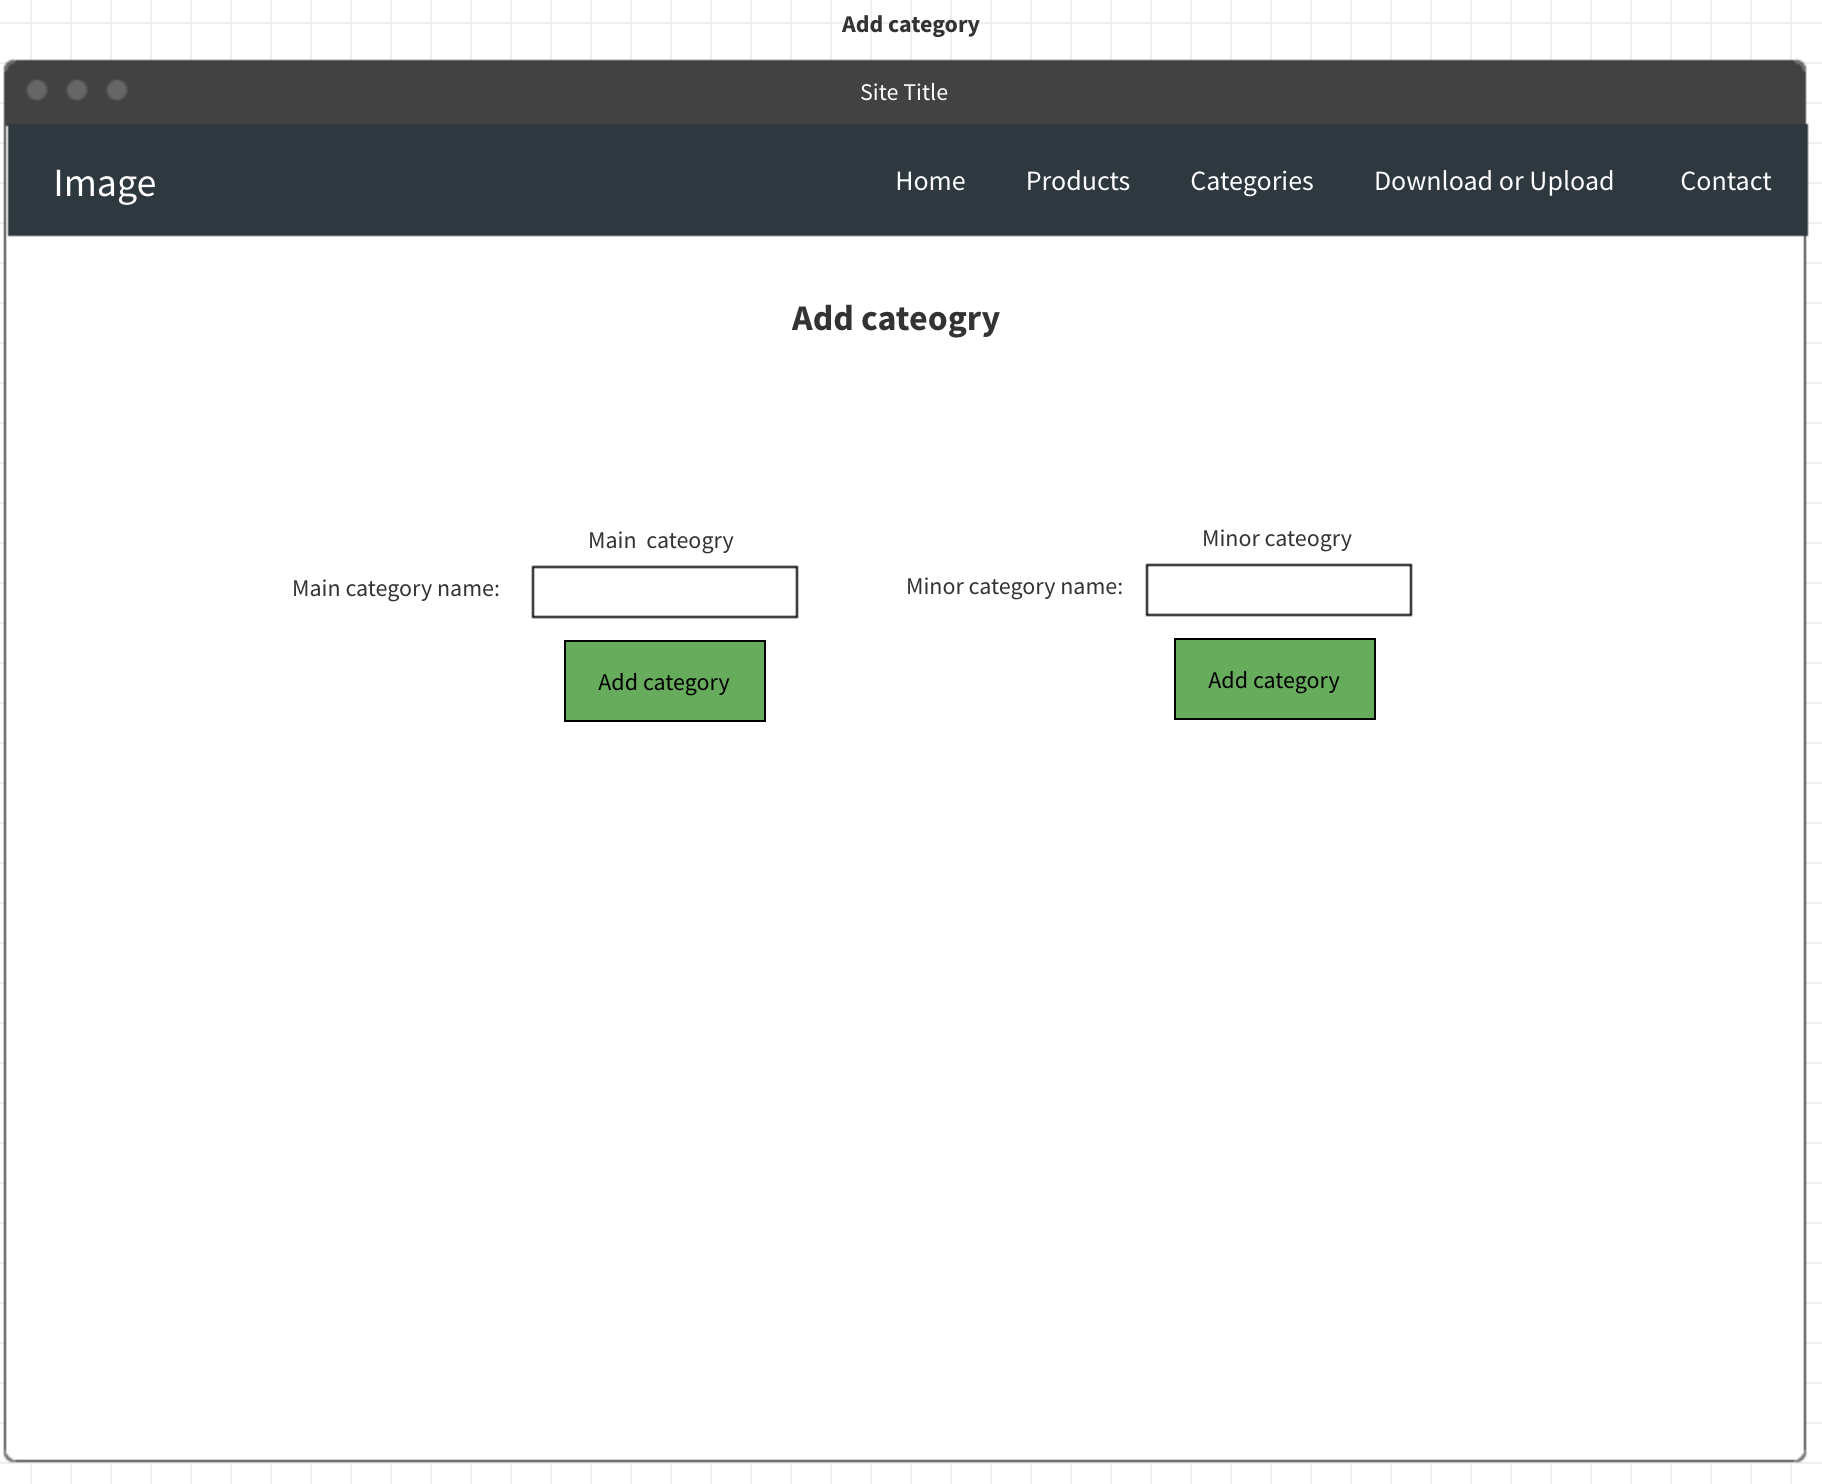 Add category
Site Title
Image
Home Products Categories Download or Upload Contact
Add cateogry
Main  cateogry
Main category name:
Add category
Minor cateogry
Minor category name:
Add category